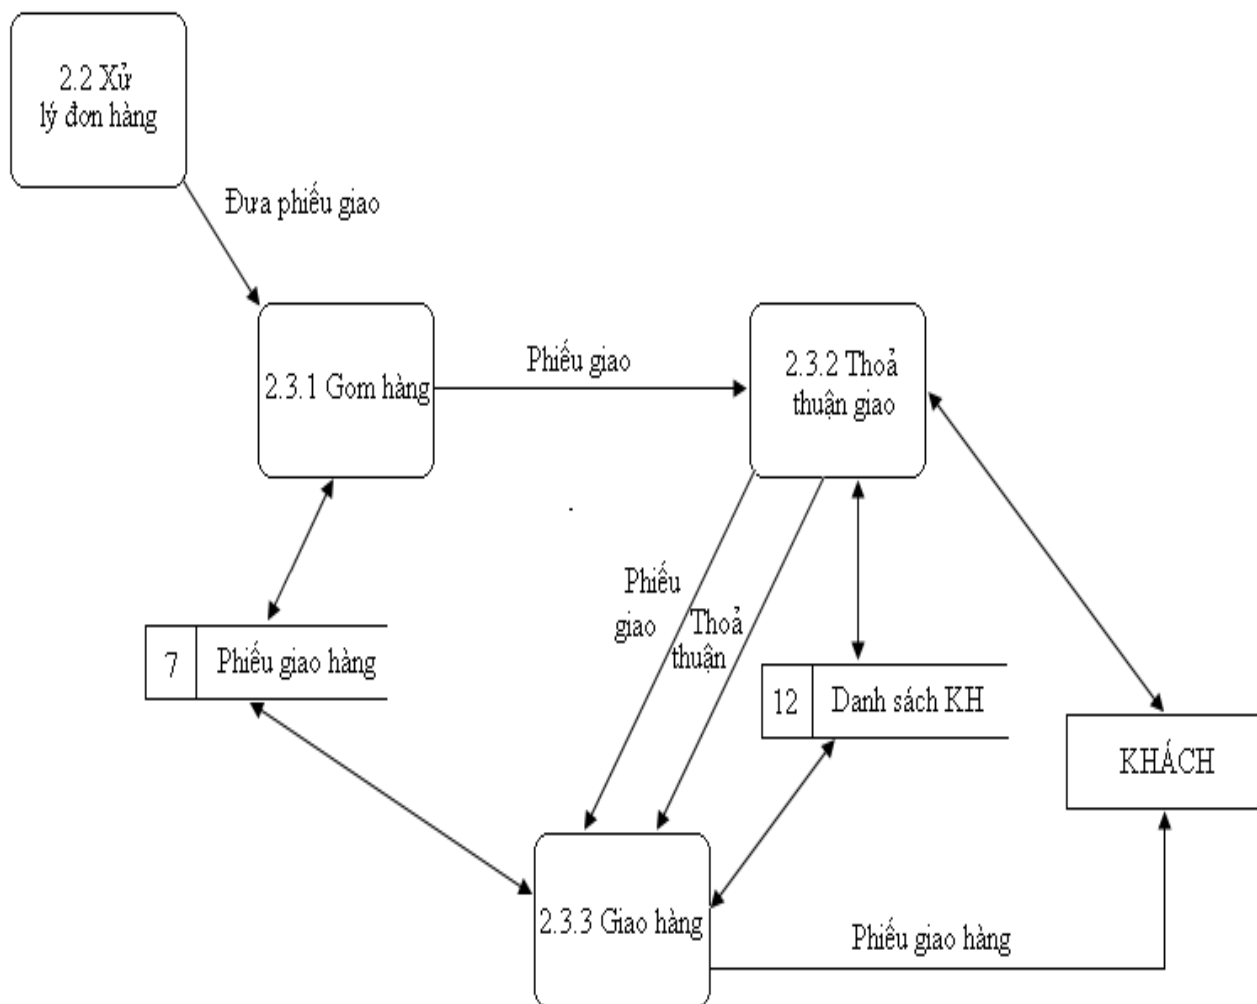 2.2 Xử
lý đơn hàng
Đưa phiếu giao
2.3.1 Gom hàng
Phiếu giao
2.3.2 Thoả
thuận giao
Phiếu
giao
Thoả
thuận
7
Phiếu giao hàng
12
Danh sách KH
KHÁCH
2.3.3 Giao hàng
Phiếu giao hàng